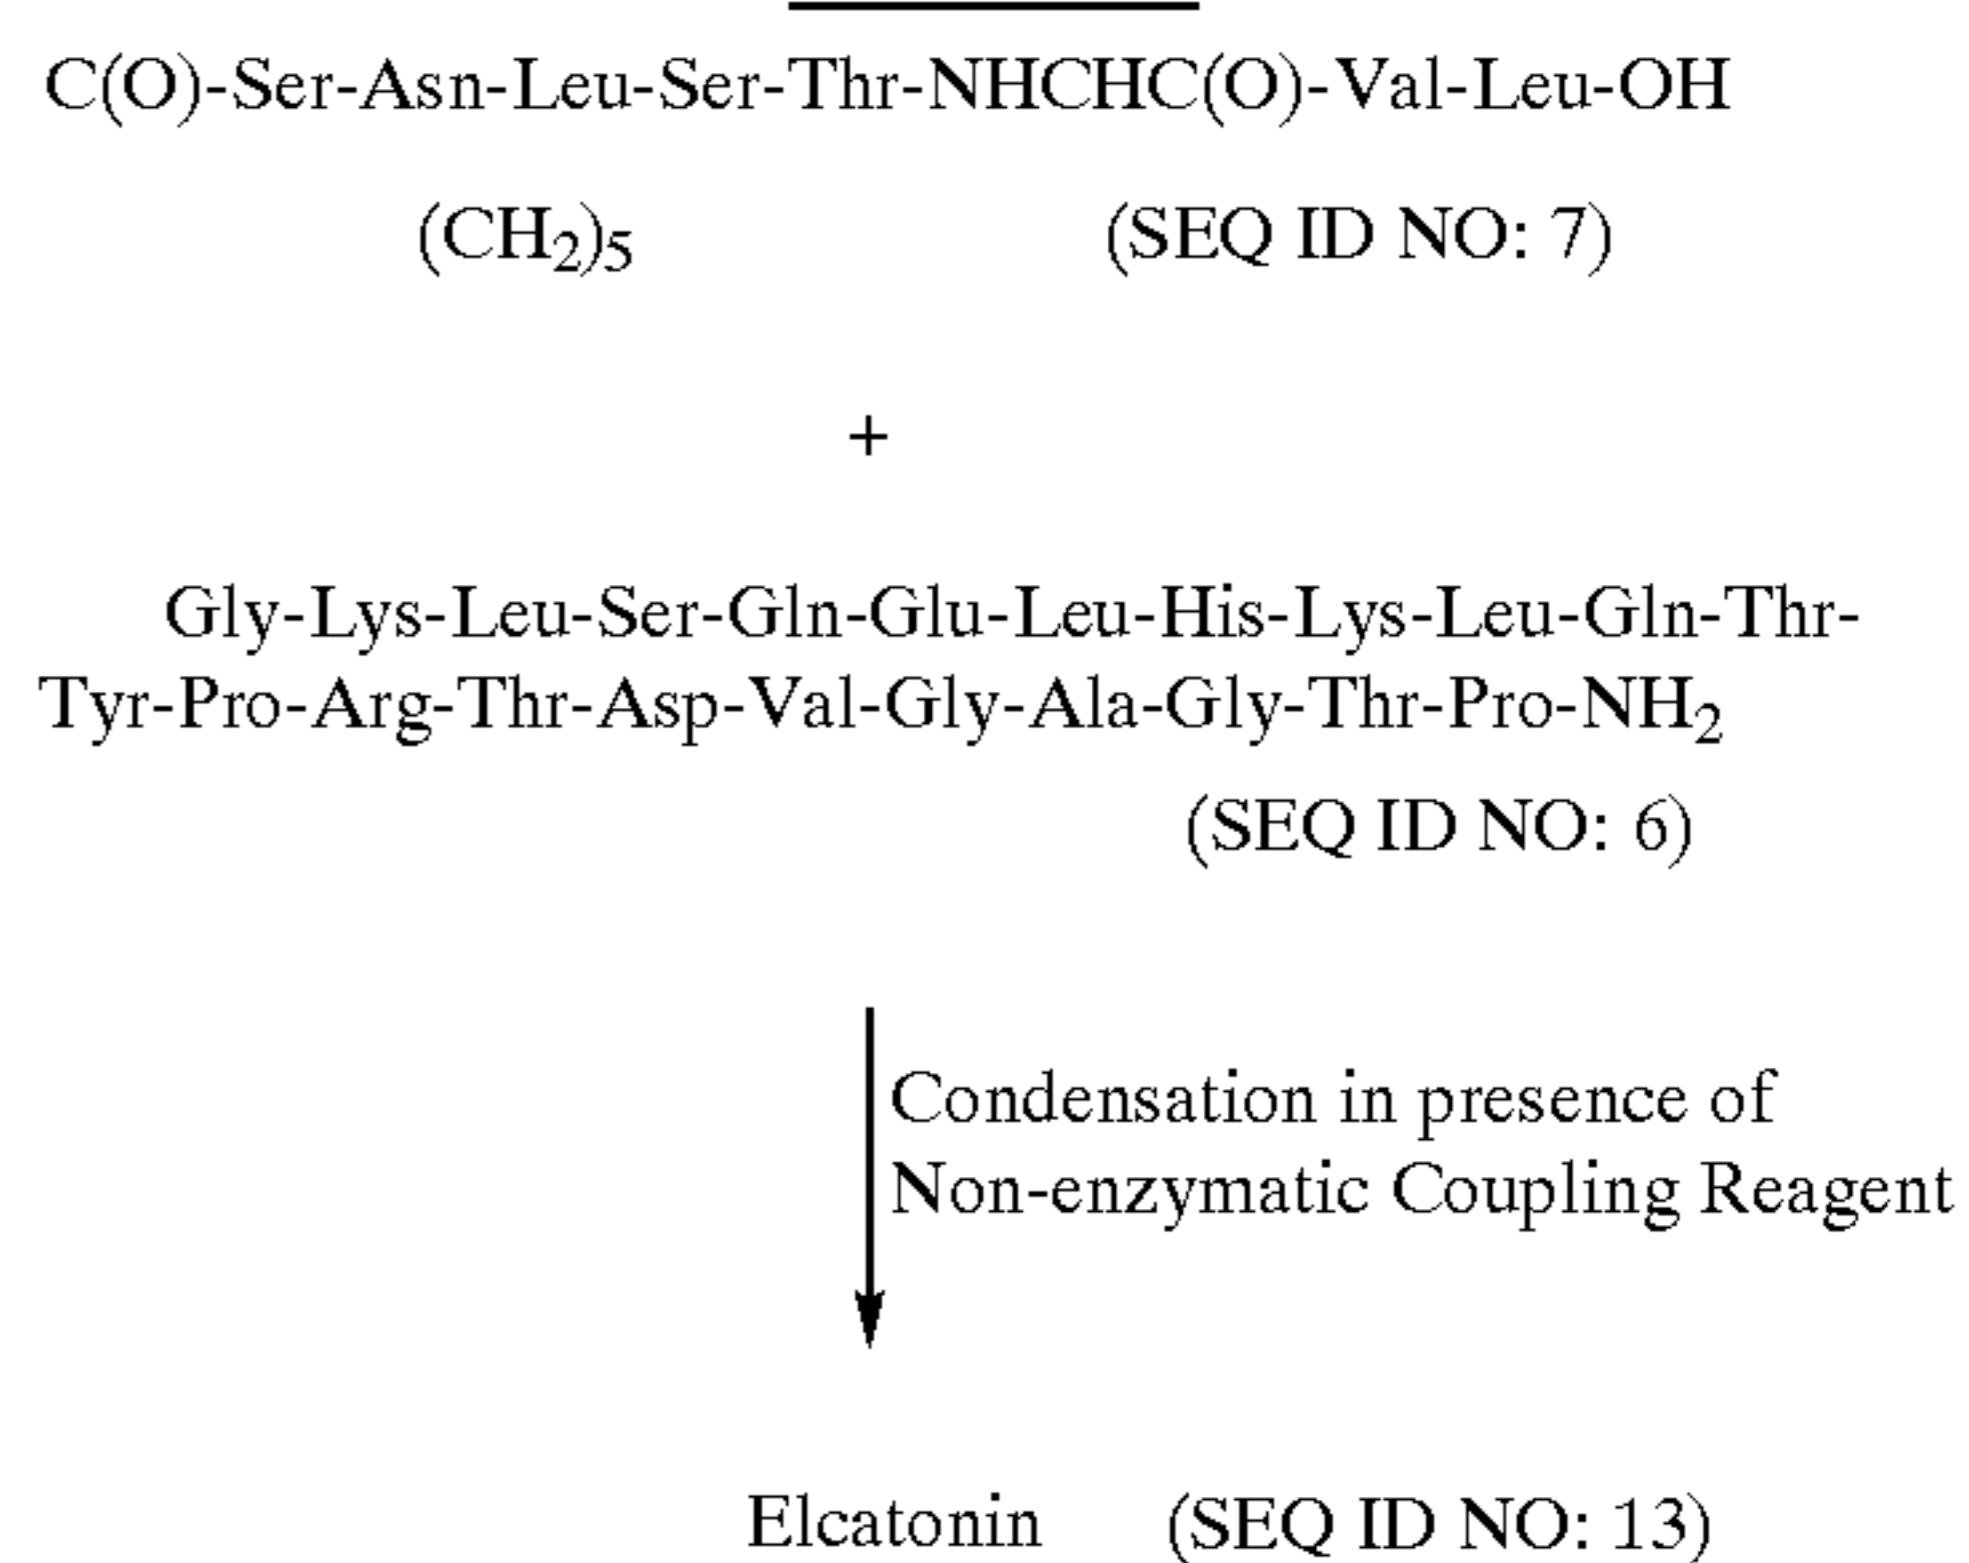 C(O)-Ser-Asn-Leu-Ser-Thr-NHCHC(O)-Val-Leu-OH
(CH₂)₅ (SEQ ID NO: 7)
+
Gly-Lys-Leu-Ser-Gln-Glu-Leu-His-Lys-Leu-Gln-Thr-
Tyr-Pro-Arg-Thr-Asp-Val-Gly-Ala-Gly-Thr-Pro-NH₂
(SEQ ID NO: 6)
Condensation in presence of
Non-enzymatic Coupling Reagent
Elcatonin (SEQ ID NO: 13)